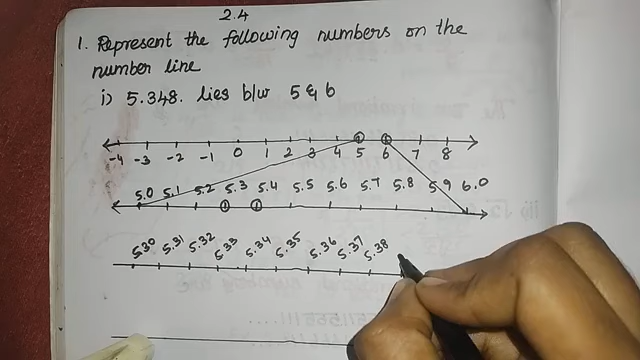 2.4
1. Represent the following numbers on the
number line
i) 5.348. lies b/w 5 & 6
-4 -3 -2 -1 0 1 2 3 4 5 6 7 8
5.0 5.1 5.2 5.3 5.4 5.5 5.6 5.7 5.8 5.9 6.0
5.30 5.31 5.32 5.33 5.34 5.35 5.36 5.37 5.38